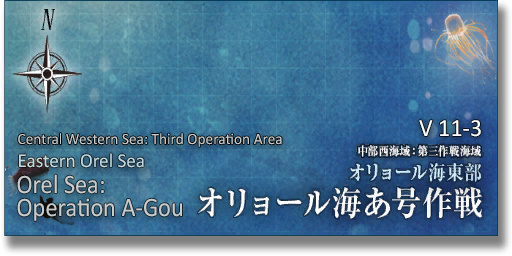 N
Central Western Sea: Third Operation Area
Eastern Orel Sea
Orel Sea:
Operation A-Gou
V 11-3
中部西海域：第三作戦海域
オリョール海東部
オリョール海あ号作戦